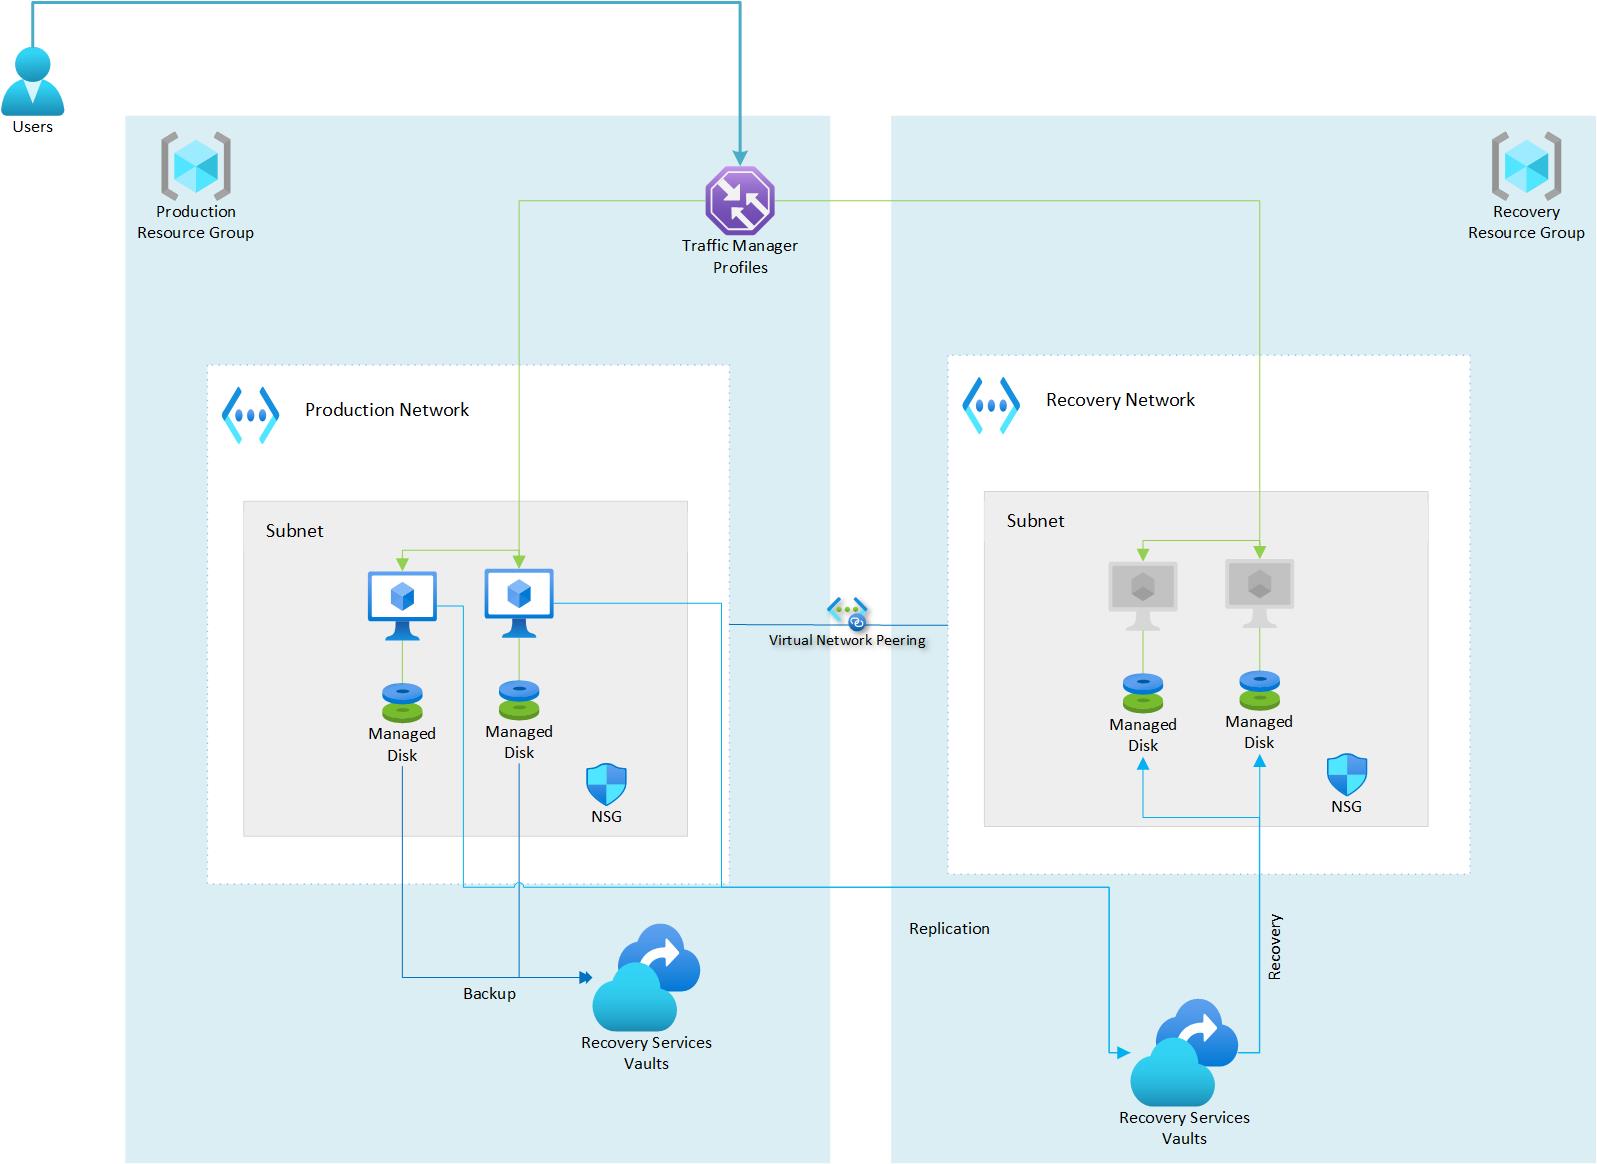 Users
Production
Resource Group
Traffic Manager
Profiles
Recovery
Resource Group
Production Network
Recovery Network
Subnet
Subnet
Virtual Network Peering
Managed
Disk
Managed
Disk
NSG
Managed
Disk
Managed
Disk
NSG
Replication
Recovery
Backup
Recovery Services
Vaults
Recovery Services
Vaults